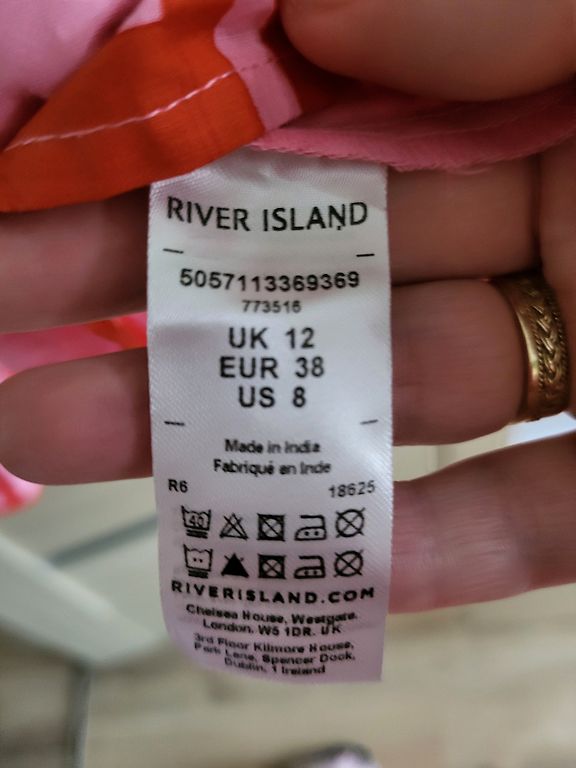 RIVER ISLAND
5057113369369
773516
UK 12
EUR 38
US 8
Made in India
Fabriqué en Inde
R6 18625
40
RIVERISLAND.COM
Chelsea House, Westgate,
London. W5 1DR. UK
3rd Floor Kilmore House,
Park Lane, Spencer Dock,
Dublin, 1 Ireland